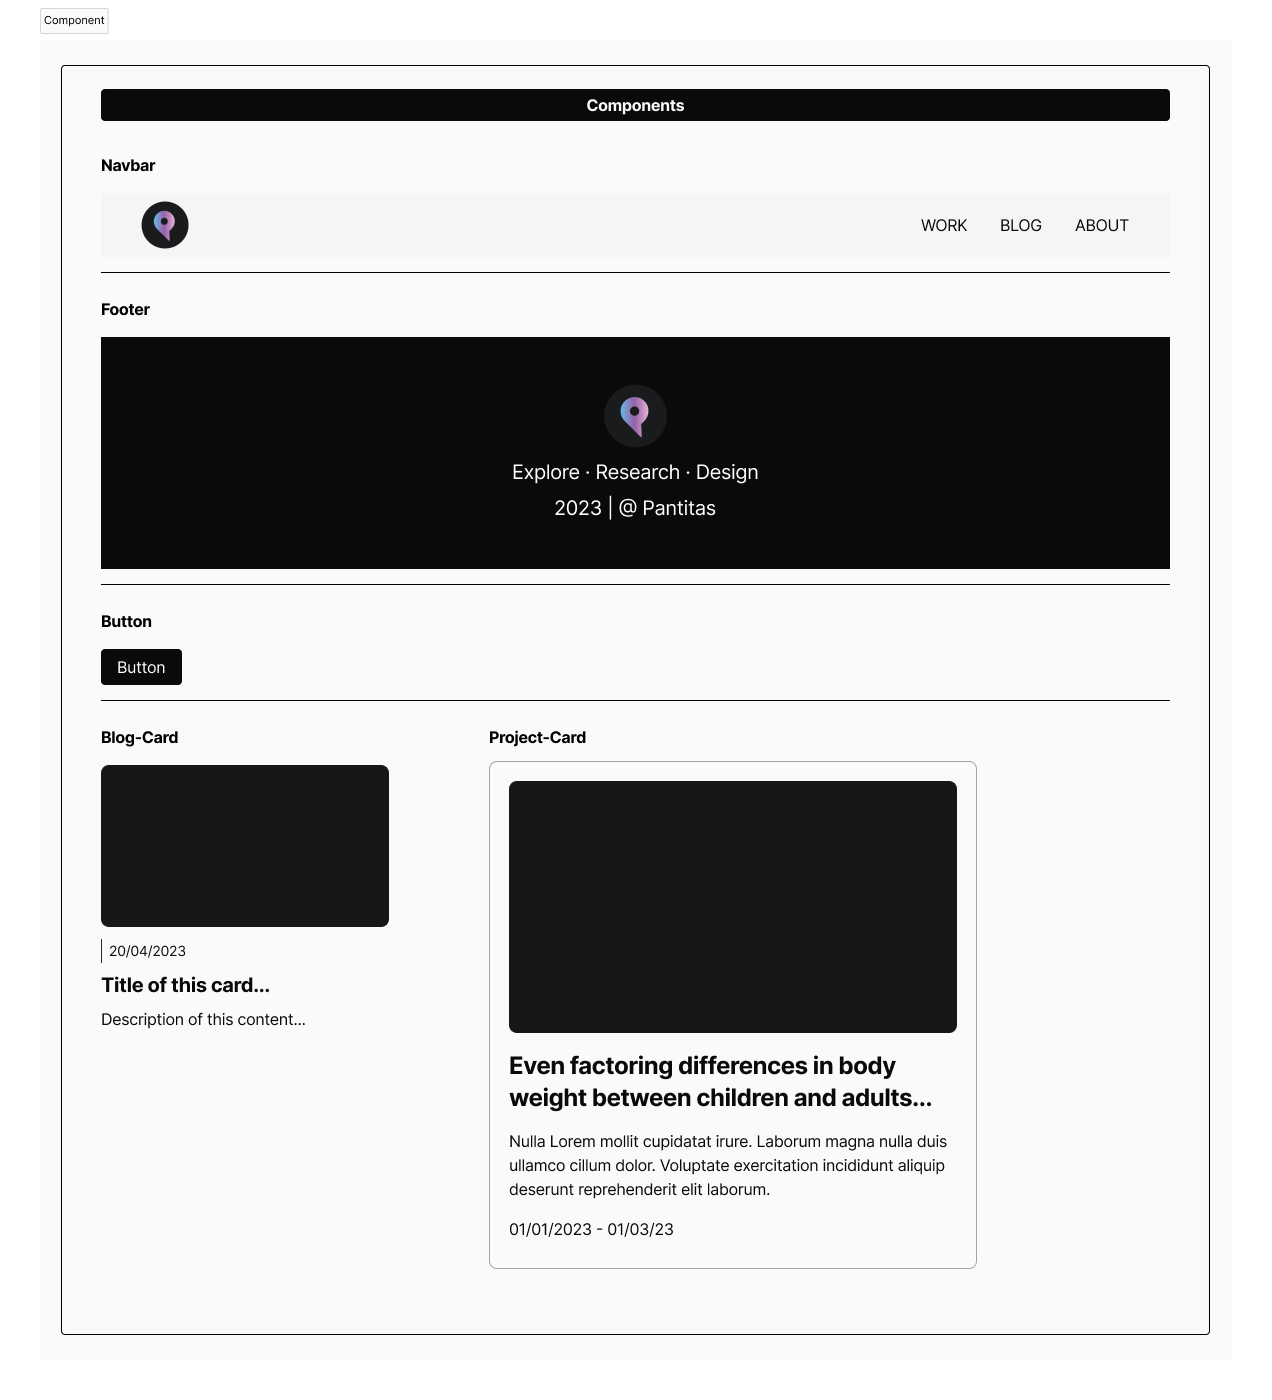 Component
Components
Navbar
WORK BLOG ABOUT
Footer
Explore · Research · Design
2023 | @ Pantitas
Button
Button
Blog-Card
20/04/2023
Title of this card...
Description of this content...
Project-Card
Even factoring differences in body
weight between children and adults...
Nulla Lorem mollit cupidatat irure. Laborum magna nulla duis
ullamco cillum dolor. Voluptate exercitation incididunt aliquip
deserunt reprehenderit elit laborum.
01/01/2023 - 01/03/23